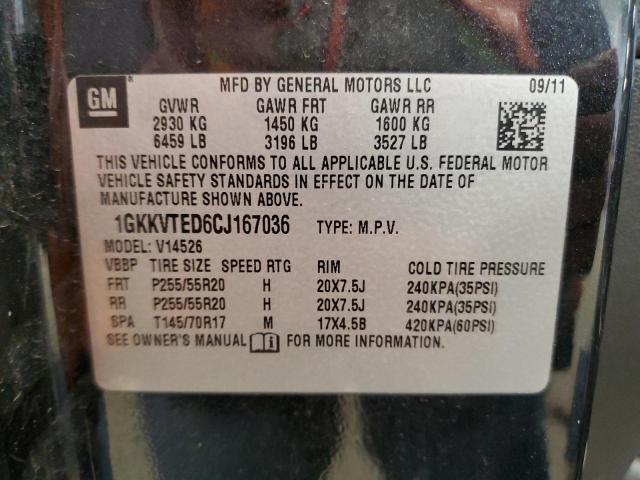 GM ®
MFD BY GENERAL MOTORS LLC 09/11
GVWR GAWR FRT GAWR RR
2930 KG 1450 KG 1600 KG
6459 LB 3196 LB 3527 LB
THIS VEHICLE CONFORMS TO ALL APPLICABLE U.S. FEDERAL MOTOR
VEHICLE SAFETY STANDARDS IN EFFECT ON THE DATE OF
MANUFACTURE SHOWN ABOVE.
1GKKVTED6CJ167036 TYPE: M.P.V.
MODEL: V14526
VBBP TIRE SIZE SPEED RTG RIM COLD TIRE PRESSURE
FRT P255/55R20 H 20X7.5J 240KPA(35PSI)
RR P255/55R20 H 20X7.5J 240KPA(35PSI)
SPA T145/70R17 M 17X4.5B 420KPA(60PSI)
SEE OWNER'S MANUAL i FOR MORE INFORMATION.